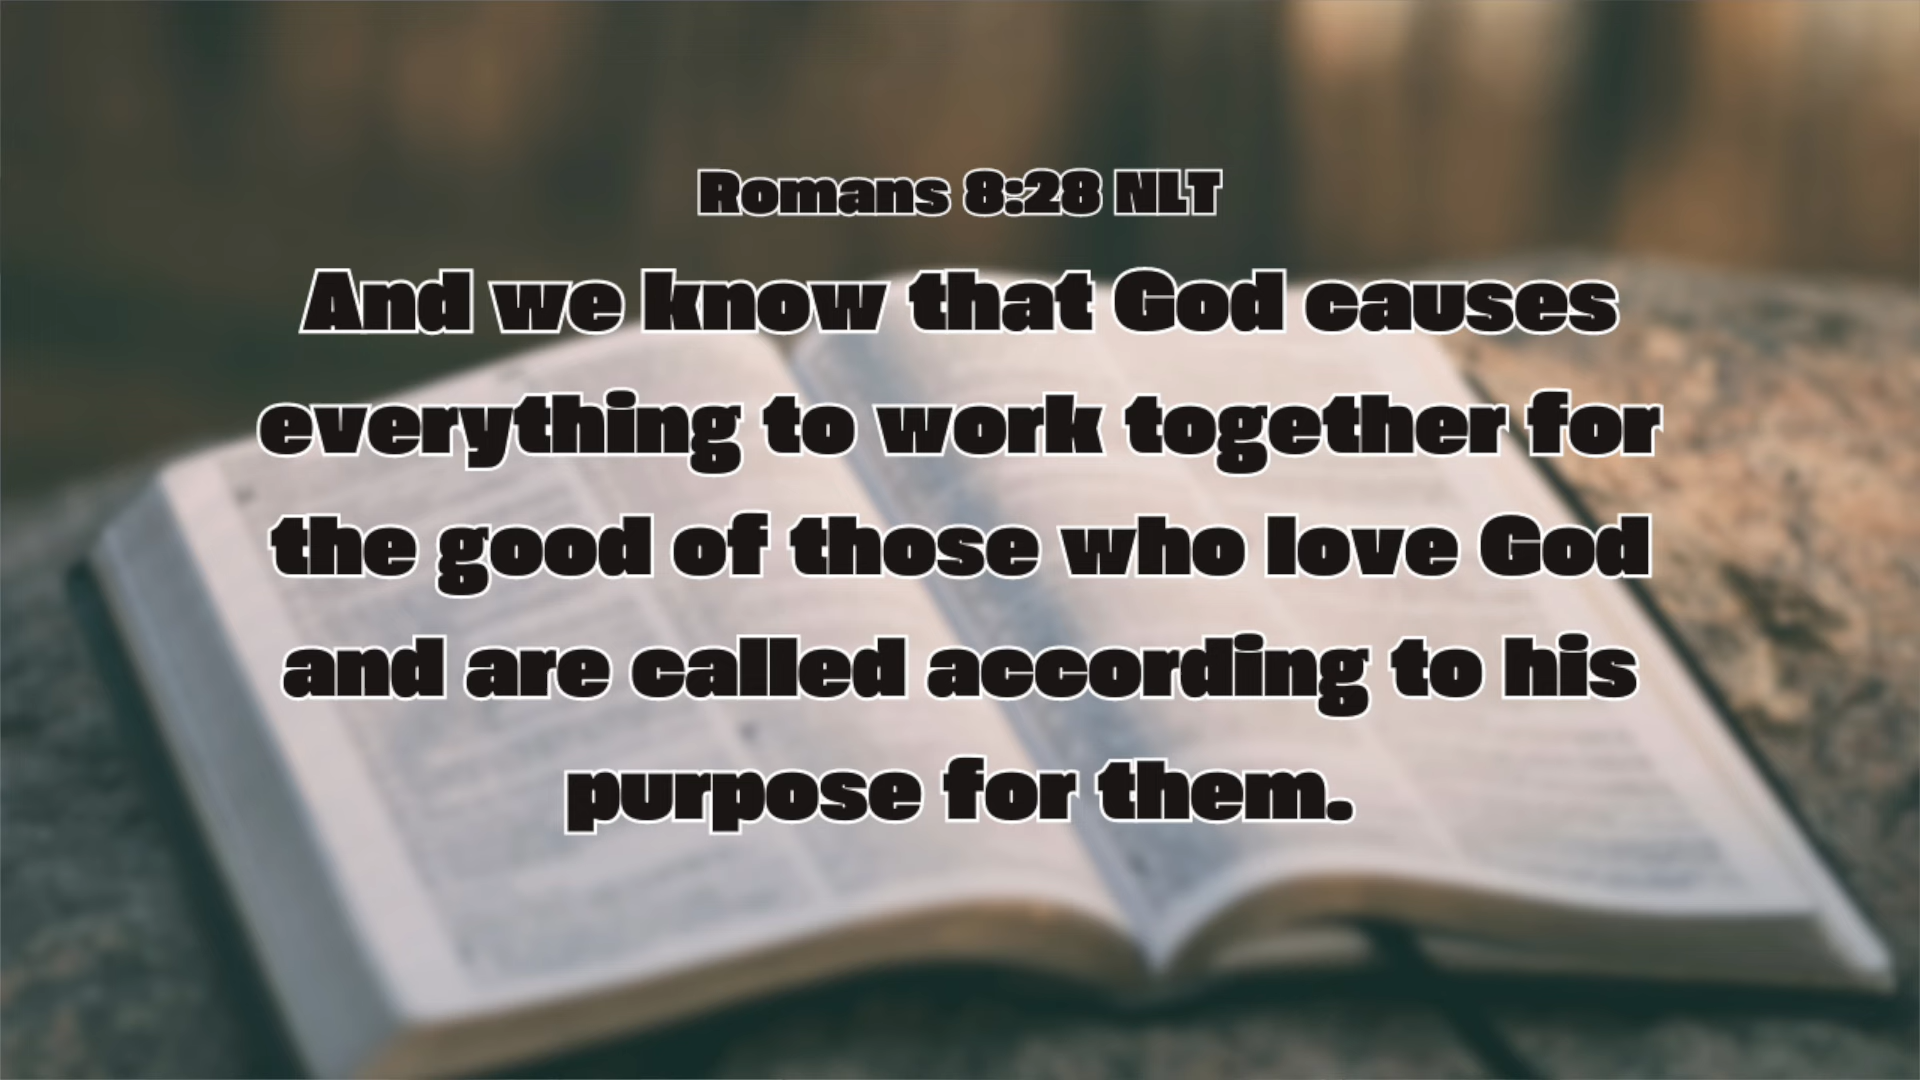 Romans 8:28 NLT
And we know that God causes
everything to work together for
the good of those who love God
and are called according to his
purpose for them.